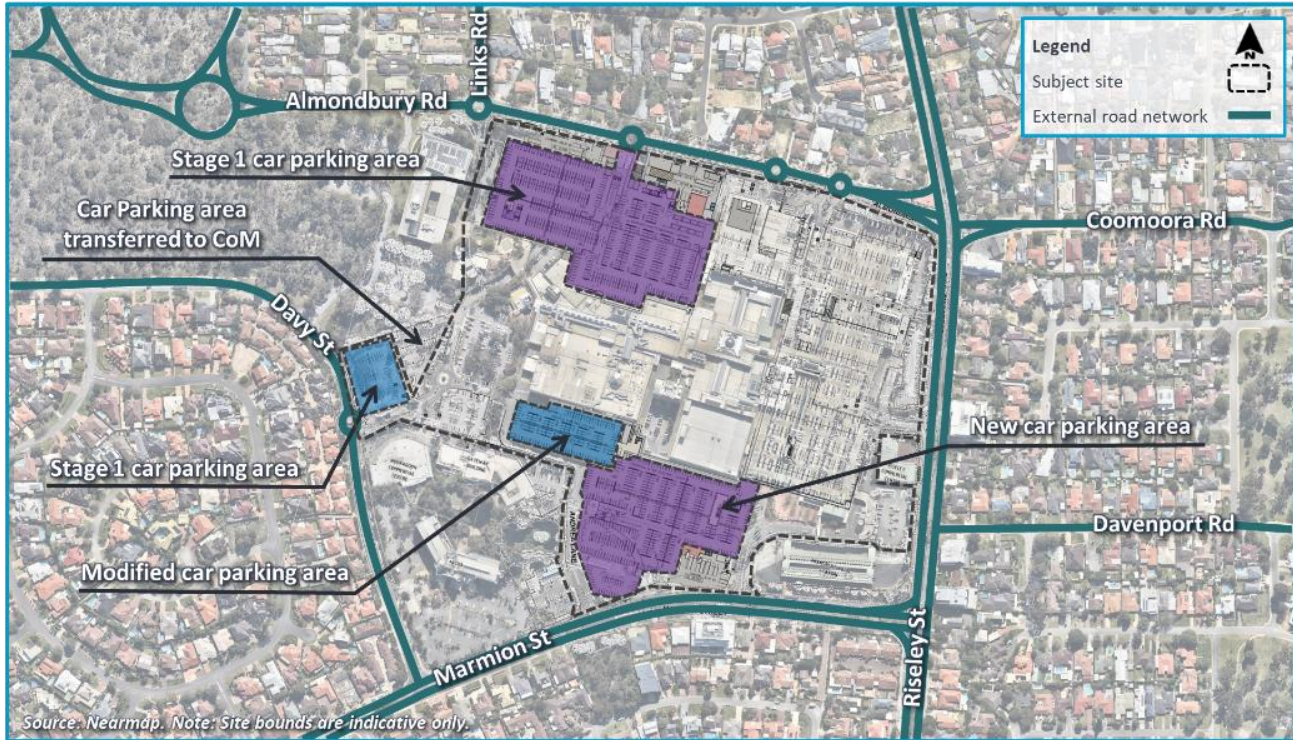 Legend
N
Subject site
External road network
Links Rd
Almondbury Rd
Stage 1 car parking area
Car Parking area
transferred to CoM
Coomoora Rd
Davy St
New car parking area
Stage 1 car parking area
Davenport Rd
Modified car parking area
Marmion St
Riseley St
Source: Nearmap. Note: Site bounds are indicative only.